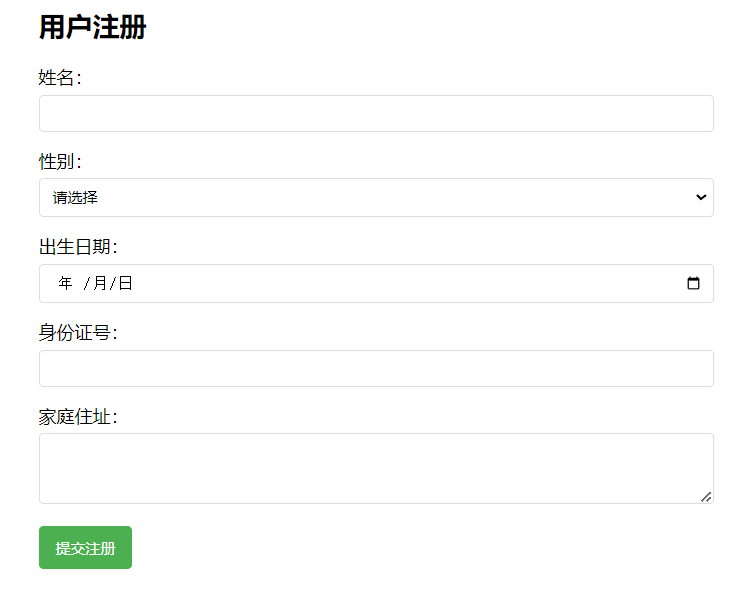 用户注册
姓名：
性别：
请选择
出生日期：
年 /月/日
身份证号：
家庭住址：
提交注册